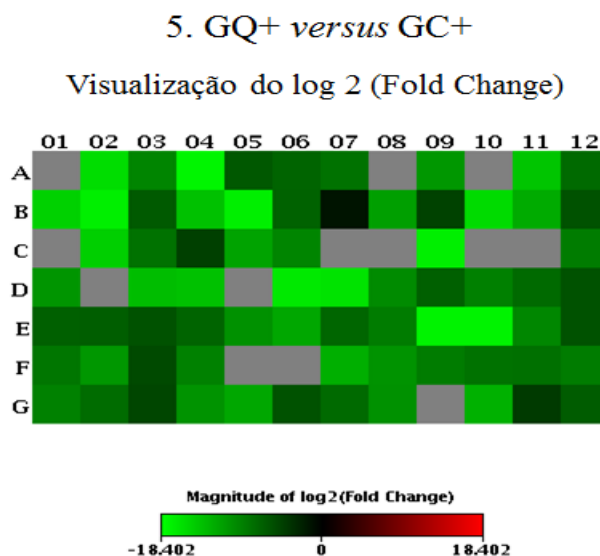 5. GQ+ versus GC+
Visualização do log 2 (Fold Change)
01 02 03 04 05 06 07 08 09 10 11 12
A
B
C
D
E
F
G
Magnitude of log2(Fold Change)
-18.402 0 18.402